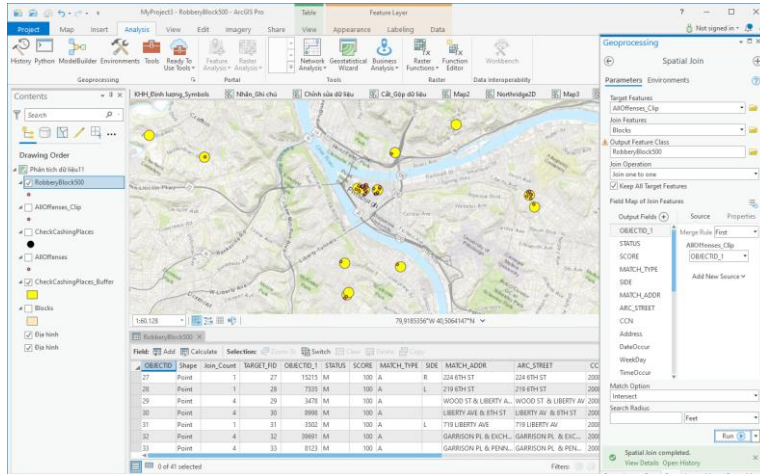 MyProject3 - RobberyBlock500 - ArcGIS Pro
Table
Feature Layer
?
Project Map Insert Analysis View Edit Imagery Share View Appearance Labeling Data
Not signed in
History Python ModelBuilder Environments Tools Ready To Use Tools
Feature Analysis Raster Analysis
Network Analysis Geostatistical Wizard Business Analysis
Raster Functions Function Editor
Workbench
Geoprocessing Portal Tools Raster Data Interoperability
Contents
Search
Drawing Order
Phân tích dữ liệu11
RobberyBlock500
AllOffenses_Clip
CheckCashingPlaces
AllOffenses
CheckCashingPlaces_Buffer
Blocks
Địa hình
Địa hình
KHH_Định lượng_Symbols Nhãn_Ghi chú Chỉnh sửa dữ liệu Cắt_Gộp dữ liệu Map2 Northridge2D Map3
1:60.128
79,9185356°W 40,5064147°N
RobberyBlock500
Field: Add Calculate Selection: Zoom To Switch Clear Delete Copy
OBJECTID Shape Join_Count TARGET_FID OBJECTID_1 STATUS SCORE MATCH_TYPE SIDE MATCH_ADDR ARC_STREET CC
27 Point 1 27 15215 M 100 A R 224 6TH ST 224 6TH ST 200
28 Point 1 28 7335 M 100 A L 219 6TH ST 219 6TH ST 200
29 Point 4 29 3478 M 100 A WOOD ST & LIBERTY A... WOOD ST & LIBERTY AV 200
30 Point 4 30 8998 M 100 A LIBERTY AVE & 8TH ST LIBERTY AV & 8TH ST 200
31 Point 1 31 3502 M 100 A L 719 LIBERTY AVE 719 LIBERTY AV 200
32 Point 4 32 39691 M 100 A GARRISON PL & EXCH... GARRISON PL & EXC... 200
33 Point 4 33 8183 M 100 A GARRISON PL & PENN... GARRISON PL & PEN... 200
0 of 41 selected
Filters:
Geoprocessing
Spatial Join
Parameters Environments
?
Target Features
AllOffenses_Clip
Join Features
Blocks
Output Feature Class
RobberyBlock500
Join Operation
Join one to one
Keep All Target Features
Field Map of Join Features
Output Fields Source Properties
OBJECTID_1
STATUS
SCORE
MATCH_TYPE
SIDE
MATCH_ADDR
ARC_STREET
CCN
Address
DateOccur
WeekDay
TimeOccur
Merge Rule First
AllOffenses_Clip
OBJECTID_1
Add New Source
Match Option
Intersect
Search Radius
Feet
Run
Spatial Join completed.
View Details Open History